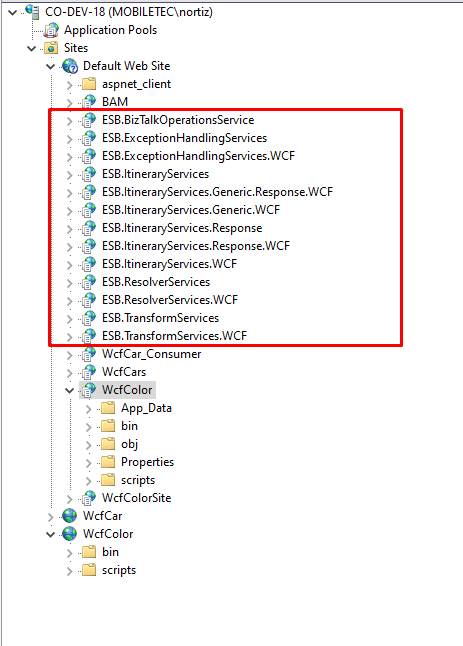 CO-DEV-18 (MOBILETEC\nortiz)
Application Pools
Sites
Default Web Site
aspnet_client
BAM
ESB.BizTalkOperationsService
ESB.ExceptionHandlingServices
ESB.ExceptionHandlingServices.WCF
ESB.ItineraryServices
ESB.ItineraryServices.Generic.Response.WCF
ESB.ItineraryServices.Generic.WCF
ESB.ItineraryServices.Response
ESB.ItineraryServices.Response.WCF
ESB.ItineraryServices.WCF
ESB.ResolverServices
ESB.ResolverServices.WCF
ESB.TransformServices
ESB.TransformServices.WCF
WcfCar_Consumer
WcfCars
WcfColor
App_Data
bin
obj
Properties
scripts
WcfColorSite
WcfCar
WcfColor
bin
scripts